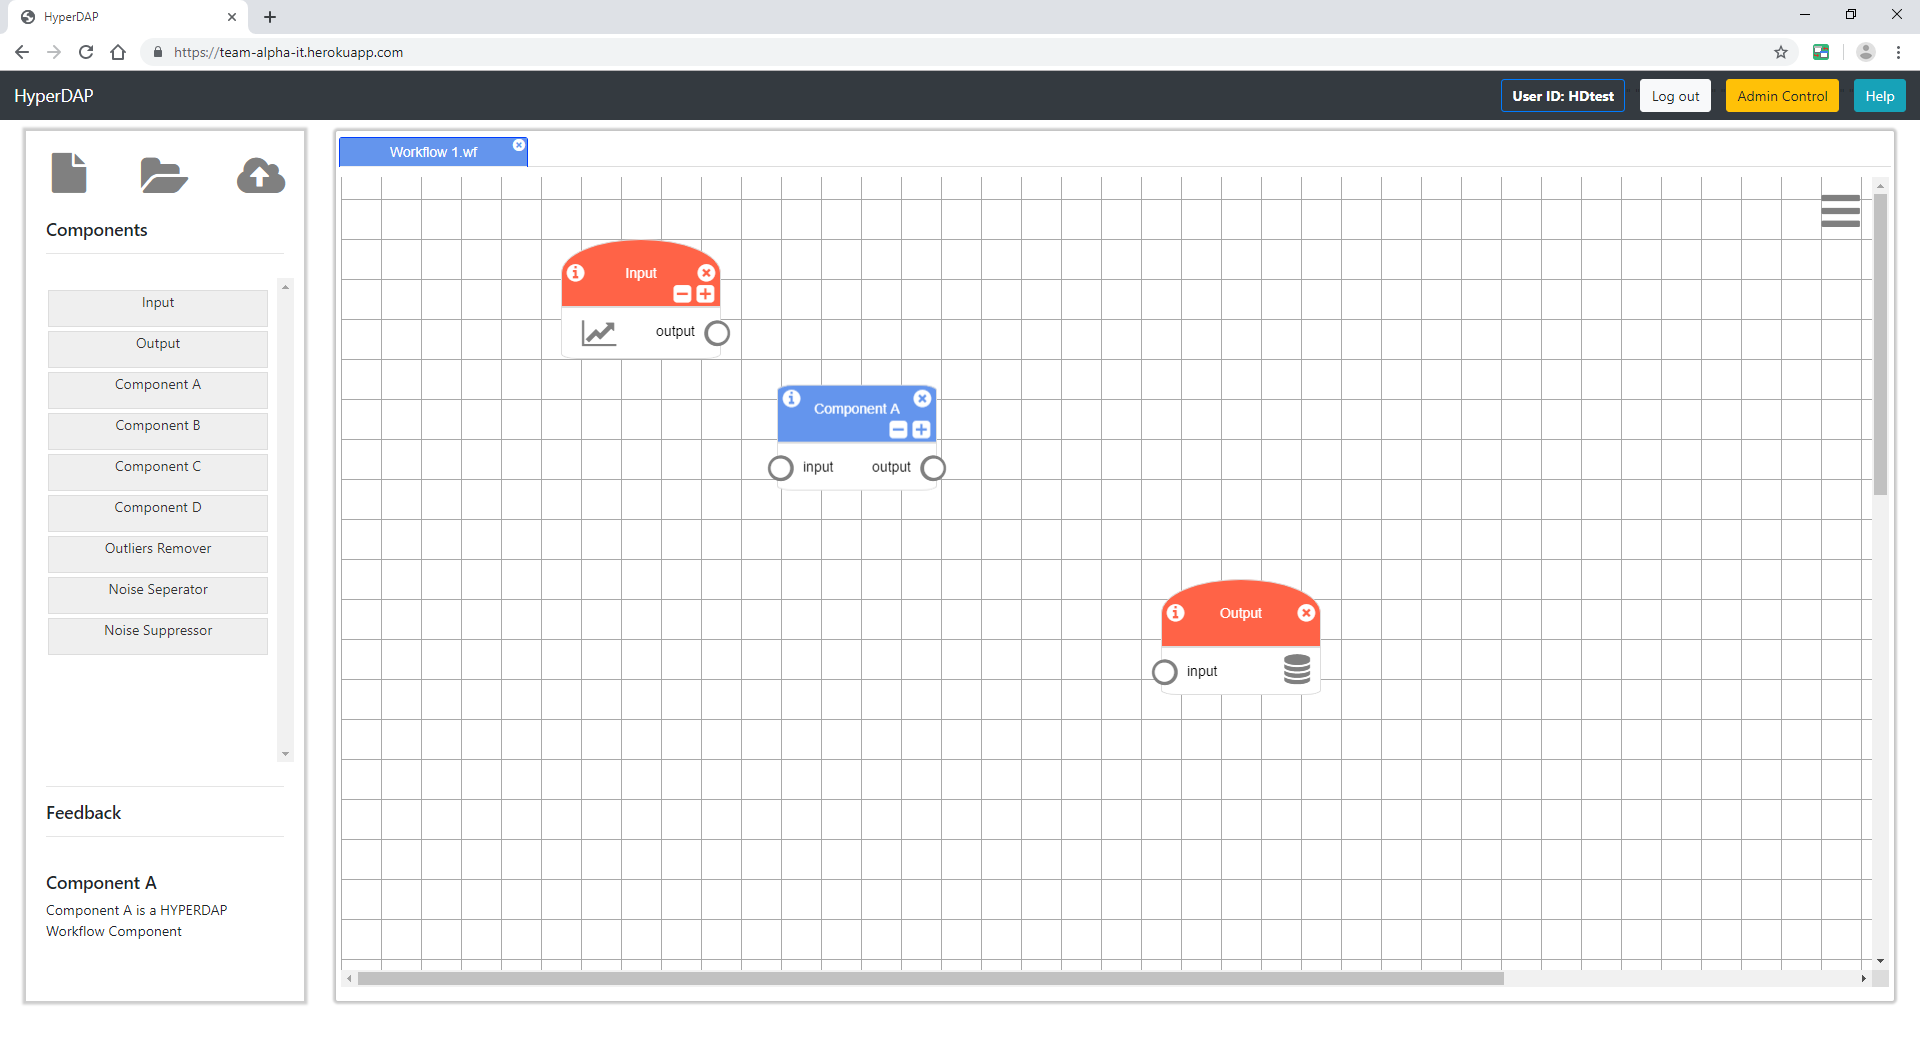 HyperDAP
https://team-alpha-it.herokuapp.com
HyperDAP
User ID: HDtest
Log out
Admin Control
Help
Components
Input
Output
Component A
Component B
Component C
Component D
Outliers Remover
Noise Seperator
Noise Suppressor
Feedback
Component A
Component A is a HYPERDAP
Workflow Component
Workflow 1.wf
Input
output
Component A
input output
Output
input